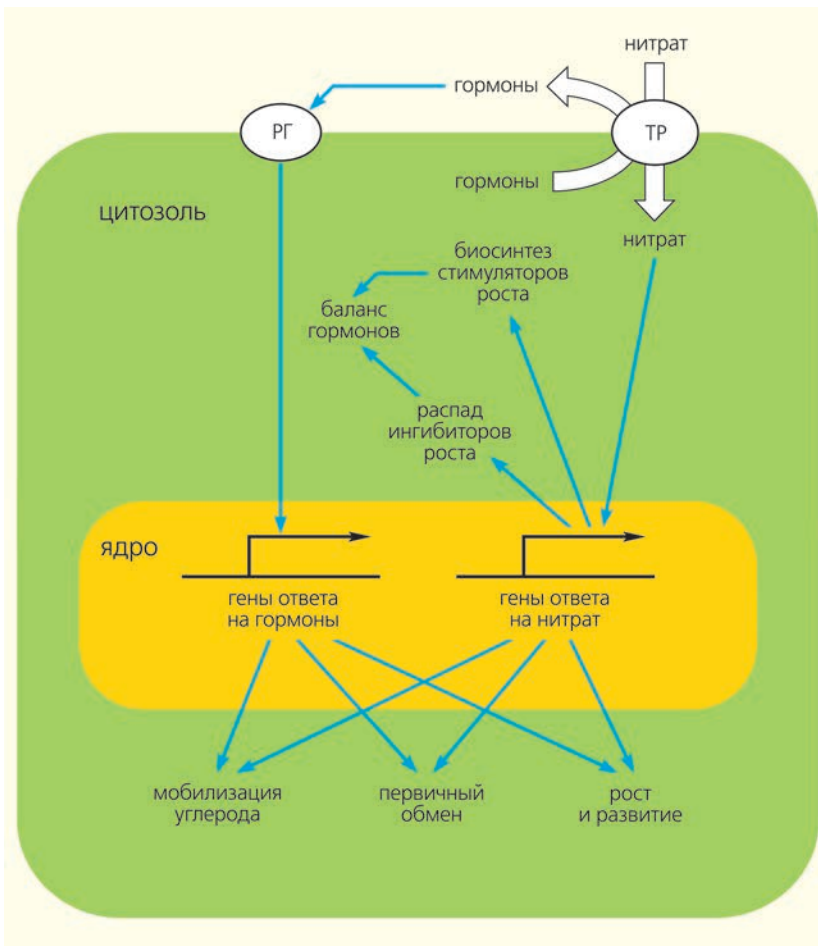 нитрат
гормоны
РГ
ТР
гормоны
цитозоль
нитрат
биосинтез
стимуляторов
роста
баланс
гормонов
распад
ингибиторов
роста
ядро
гены ответа
на гормоны
гены ответа
на нитрат
мобилизация
углерода
первичный
обмен
рост
и развитие